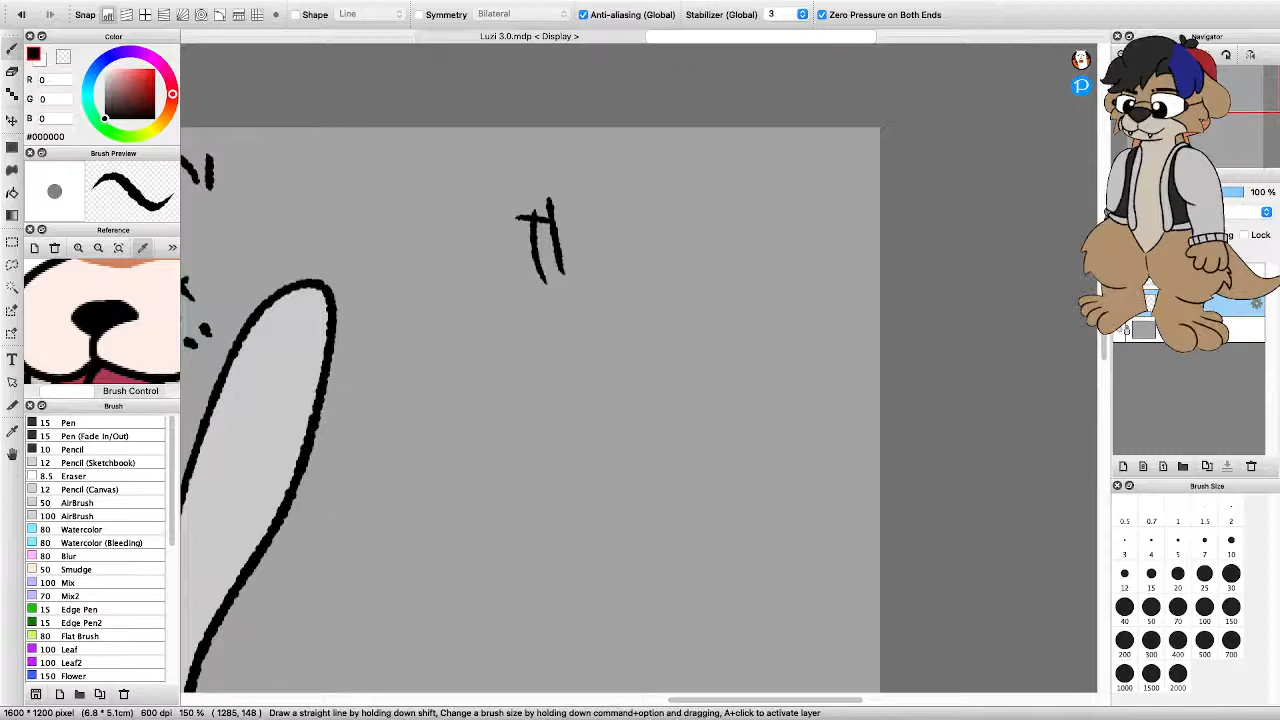 Snap Shape Line Symmetry Bilateral Anti-aliasing (Global) Stabilizer (Global) 3 Zero Pressure on Both Ends
Color
Luzi 3.0.mdp < Display >
Navigator
R 0
G 0
B 0
#000000
Brush Preview
100 %
Lock
Reference
Brush Control
Brush
15 Pen
15 Pen (Fade In/Out)
10 Pencil
12 Pencil (Sketchbook)
8.5 Eraser
12 Pencil (Canvas)
50 AirBrush
100 AirBrush
80 Watercolor
80 Watercolor (Bleeding)
80 Blur
50 Smudge
100 Mix
70 Mix2
15 Edge Pen
15 Edge Pen2
80 Flat Brush
100 Leaf
100 Leaf2
150 Flower
Brush Size
0.5 0.7 1 1.5 2
3 4 5 7 10
12 15 20 25 30
40 50 70 100 150
200 300 400 500 700
1000 1500 2000
1600 * 1200 pixel (6.8 * 5.1cm) 600 dpi 150 % ( 1285, 148 ) Draw a straight line by holding down shift, Change a brush size by holding down command+option and dragging, A+click to activate layer